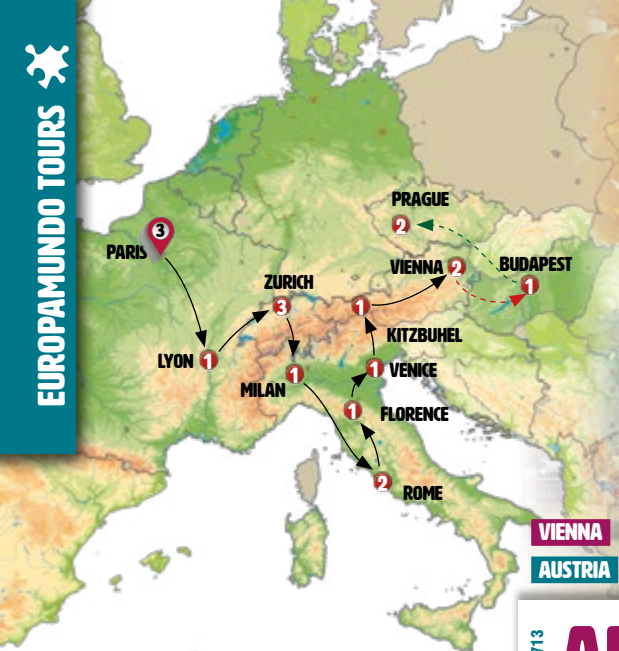 EUROPAMUNDO TOURS
PRAGUE
2
3
PARIS
VIENNA
2
BUDAPEST
1
ZURICH
3
1
KITZBUHEL
LYON
1
MILAN
1
1
VENICE
1
FLORENCE
2
ROME
VIENNA
AUSTRIA
713